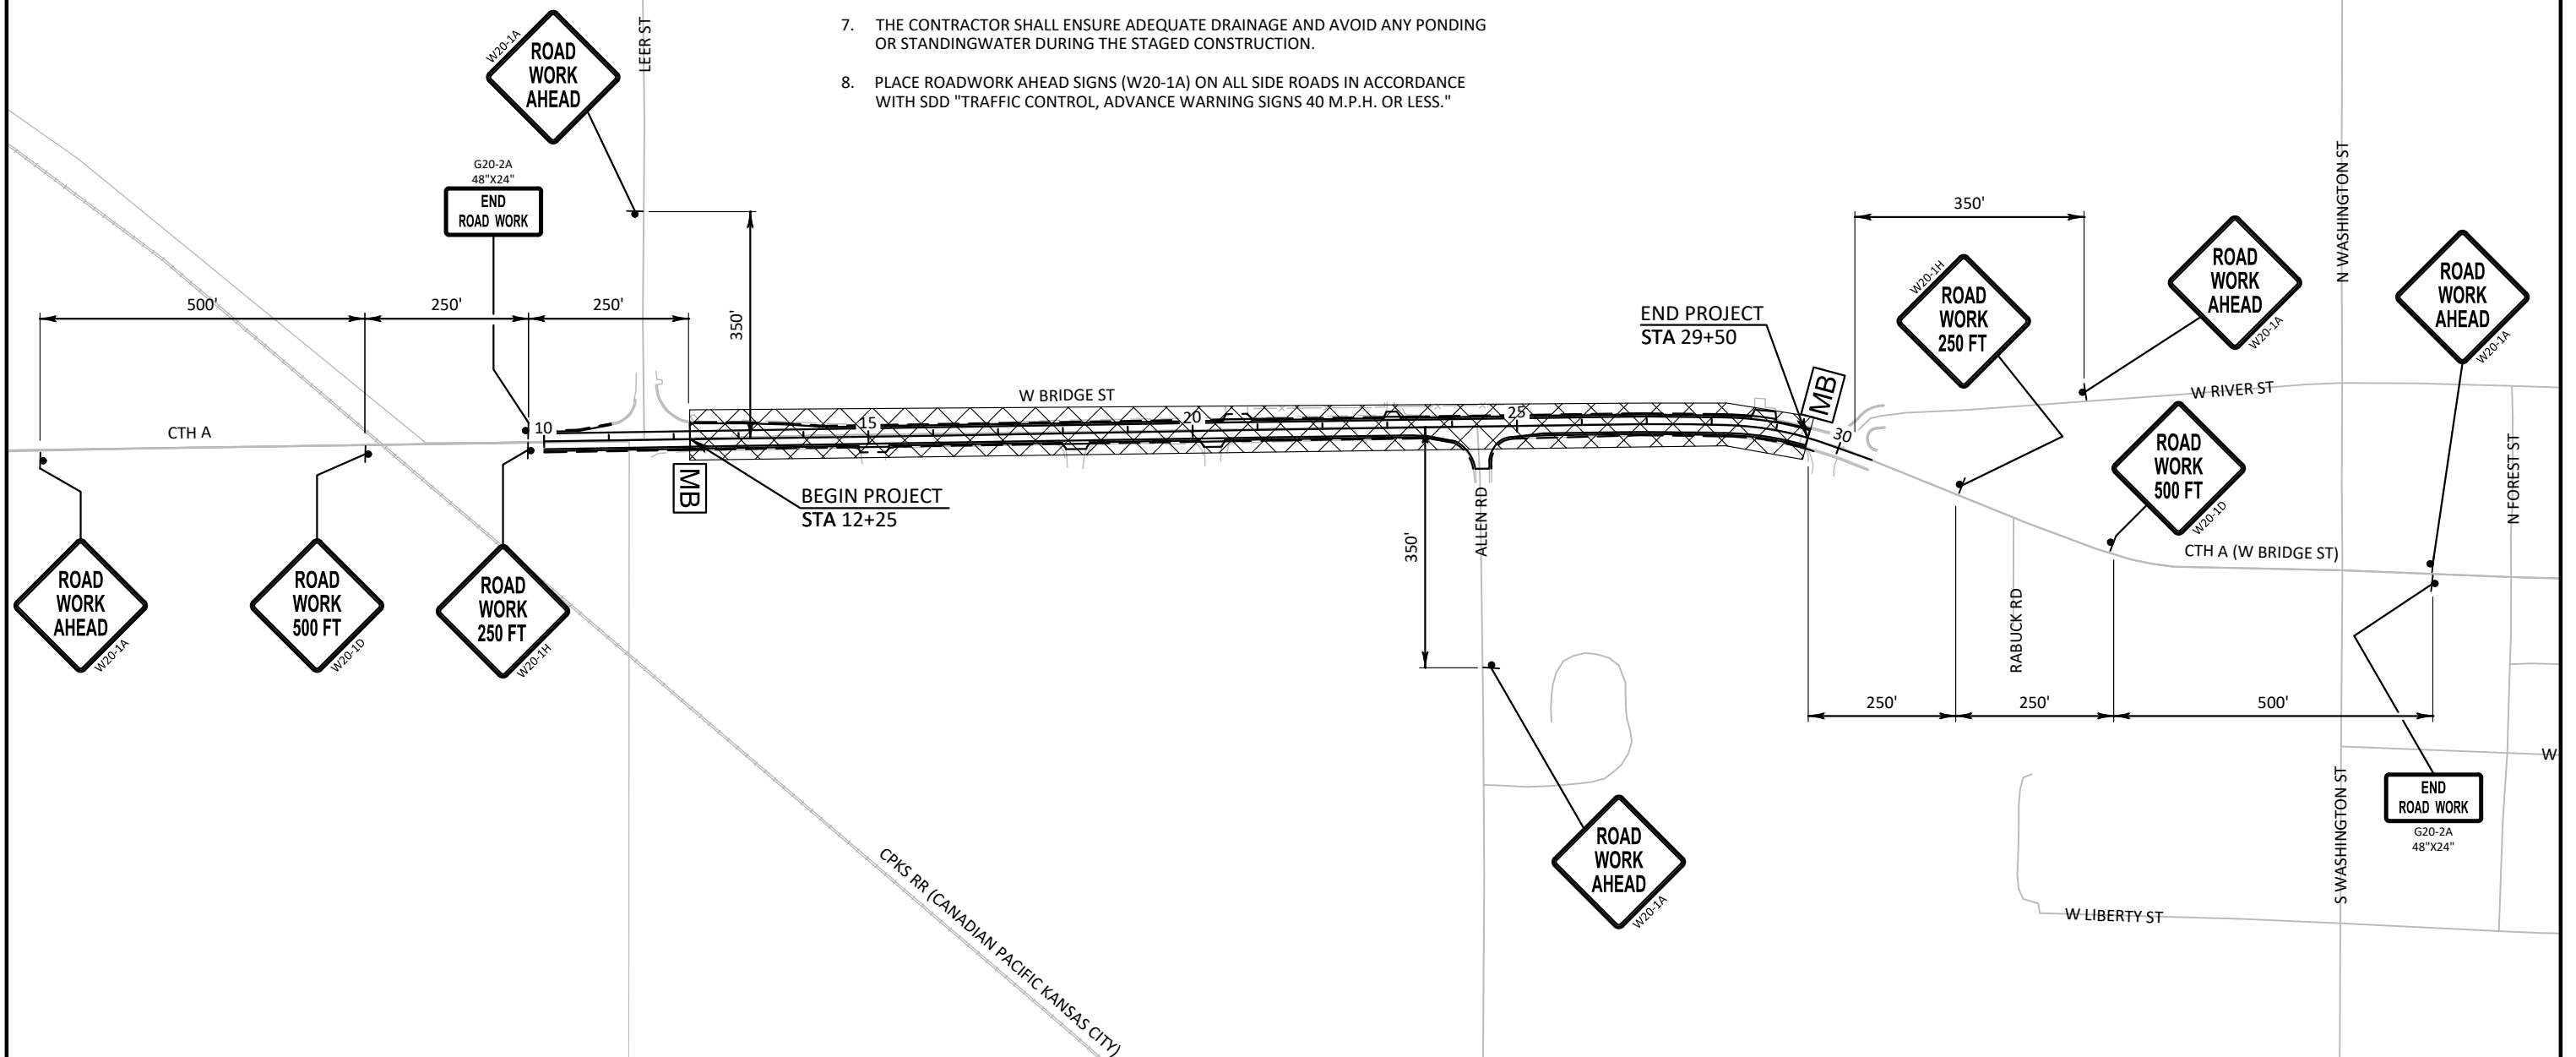 7. THE CONTRACTOR SHALL ENSURE ADEQUATE DRAINAGE AND AVOID ANY PONDING
OR STANDINGWATER DURING THE STAGED CONSTRUCTION.
8. PLACE ROADWORK AHEAD SIGNS (W20-1A) ON ALL SIDE ROADS IN ACCORDANCE
WITH SDD "TRAFFIC CONTROL, ADVANCE WARNING SIGNS 40 M.P.H. OR LESS."
W20-1A
ROAD
WORK
AHEAD
LEER ST
G20-2A
48"X24"
END
ROAD WORK
500'
250'
250'
350'
CTH A
10
15
20
25
30
W BRIDGE ST
MB
BEGIN PROJECT
STA 12+25
END PROJECT
STA 29+50
MB
350'
W20-1H
ROAD
WORK
250 FT
ROAD
WORK
AHEAD
W20-1A
N WASHINGTON ST
ROAD
WORK
AHEAD
W20-1A
W RIVER ST
ROAD
WORK
500 FT
W20-1D
N FOREST ST
CTH A (W BRIDGE ST)
ROAD
WORK
AHEAD
W20-1A
ROAD
WORK
500 FT
W20-1D
ROAD
WORK
250 FT
W20-1H
ALLEN RD
350'
RABUCK RD
250'
250'
500'
W
END
ROAD WORK
G20-2A
48"X24"
S WASHINGTON ST
ROAD
WORK
AHEAD
W20-1A
W LIBERTY ST
CPKS RR (CANADIAN PACIFIC KANSAS CITY)